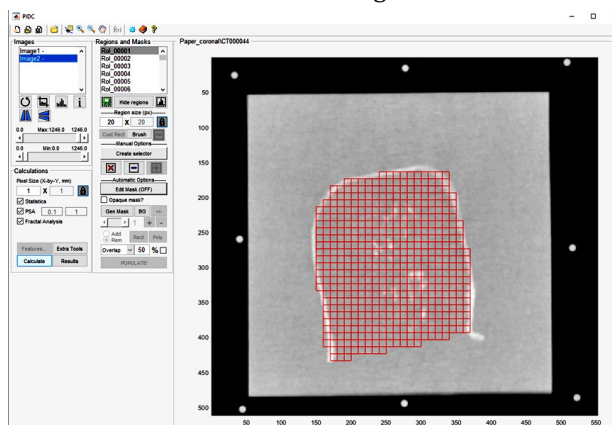 PIDC
Images
Image1 -
Image2 -
0.0 Max:1246.0 1246.0
0.0 Min:0.0 1246.0
Calculations
Pixel Size (X-by-Y, mm)
1 X 1
Statistics
PSA 0.1 1
Fractal Analysis
Features... Extra Tools
Calculate Results
Regions and Masks
RoI_00001
RoI_00002
RoI_00003
RoI_00004
RoI_00005
RoI_00006
Hide regions
Region size (px)
20 X 20
Cust Rect Brush
Manual Options
Create selector
Automatic Options
Edit Mask (OFF)
Opaque mask?
Gen Mask BG +/-
1 + -
Add
Rem Rect Poly
Overlap 50 %
POPULATE!
Paper_coronal\CT000044
50
100
150
200
250
300
350
400
450
500
50 100 150 200 250 300 350 400 450 500 550